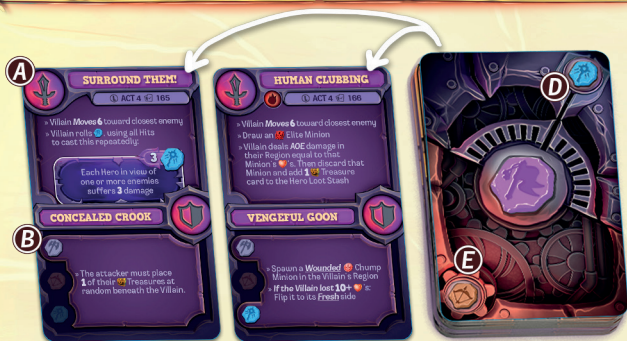 A
SURROUND THEM!
ACT 4 165
» Villain Moves 6 toward closest enemy
» Villain rolls , using all Hits
to cast this repeatedly:
3
Each Hero in view of
one or more enemies
suffers 3 damage
B
CONCEALED CROOK
» The attacker must place
1 of their Treasures at
random beneath the Villain.
HUMAN CLUBBING
ACT 4 166
» Villain Moves 6 toward closest enemy
» Draw an Elite Minion
» Villain deals AOE damage in
their Region equal to that
Minion's 's. Then discard that
Minion and add 1 Treasure
card to the Hero Loot Stash
VENGEFUL GOON
» Spawn a Wounded Chump
Minion in the Villain's Region
» If the Villain lost 10+ 's:
Flip it to its Fresh side
D
E